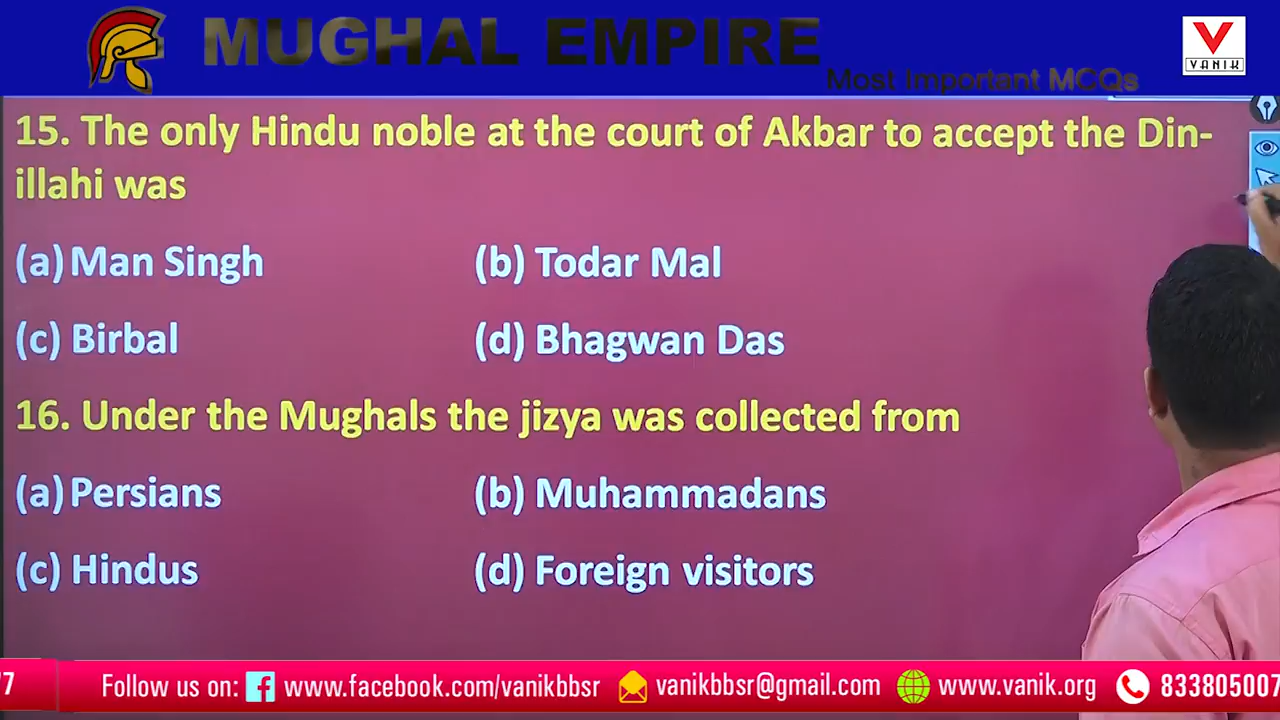 MUGHAL EMPIRE
Most Important MCQs
VANIK
15. The only Hindu noble at the court of Akbar to accept the Din-
illahi was
(a) Man Singh (b) Todar Mal
(c) Birbal (d) Bhagwan Das
16. Under the Mughals the jizya was collected from
(a) Persians (b) Muhammadans
(c) Hindus (d) Foreign visitors
7 Follow us on: www.facebook.com/vanikbbsr vanikbbsr@gmail.com www.vanik.org 833805007